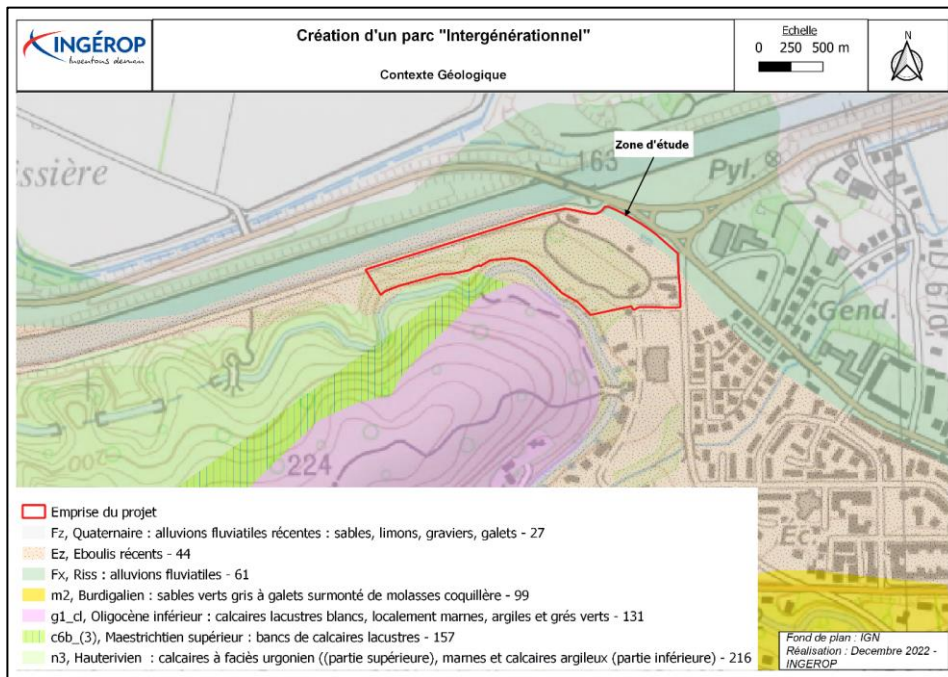 INGÉROP
Inventons demain
Création d'un parc "Intergénérationnel"
Contexte Géologique
Echelle
0 250 500 m
N
Zone d'étude
issière
163
Pyl.
D 619
Gend.
200
224
Éc.
Emprise du projet
Fz, Quaternaire : alluvions fluviatiles récentes : sables, limons, graviers, galets - 27
Ez, Eboulis récents - 44
Fx, Riss : alluvions fluviatiles - 61
m2, Burdigalien : sables verts gris à galets surmonté de molasses coquillère - 99
g1_cl, Oligocène inférieur : calcaires lacustres blancs, localement marnes, argiles et grés verts - 131
c6b_(3), Maestrichtien supérieur : bancs de calcaires lacustres - 157
n3, Hauterivien : calcaires à faciès urgonien ((partie supérieure), marnes et calcaires argileux (partie inférieure) - 216
Fond de plan : IGN
Réalisation : Decembre 2022 -
INGEROP